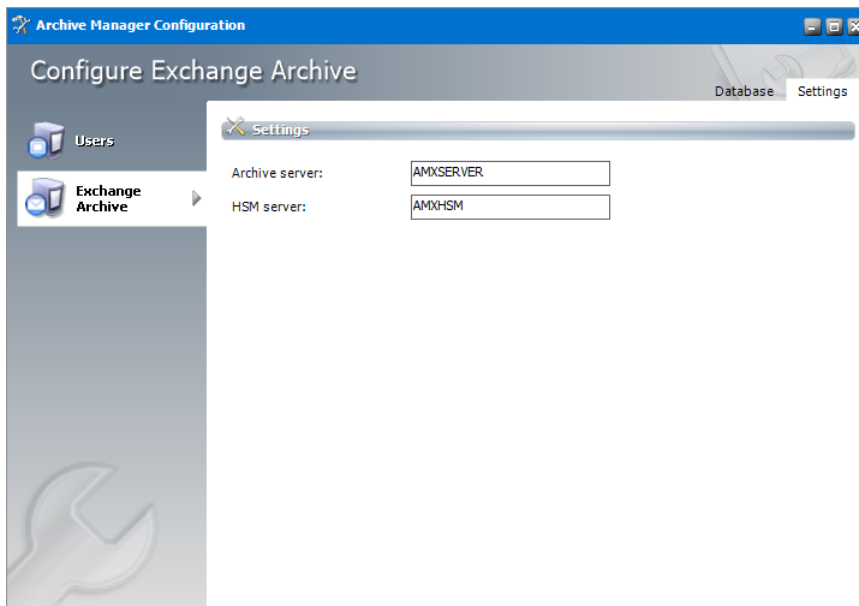 Archive Manager Configuration
Configure Exchange Archive
Database Settings
Users
Exchange
Archive
Settings
Archive server: AMXSERVER
HSM server: AMXHSM